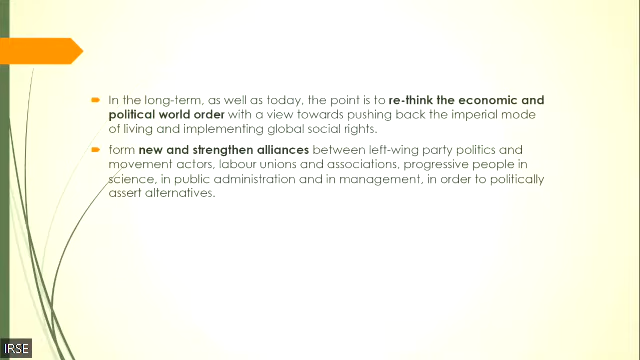 In the long-term, as well as today, the point is to re-think the economic and
political world order with a view towards pushing back the imperial mode
of living and implementing global social rights.
form new and strengthen alliances between left-wing party politics and
movement actors, labour unions and associations, progressive people in
science, in public administration and in management, in order to politically
assert alternatives.
IRSE